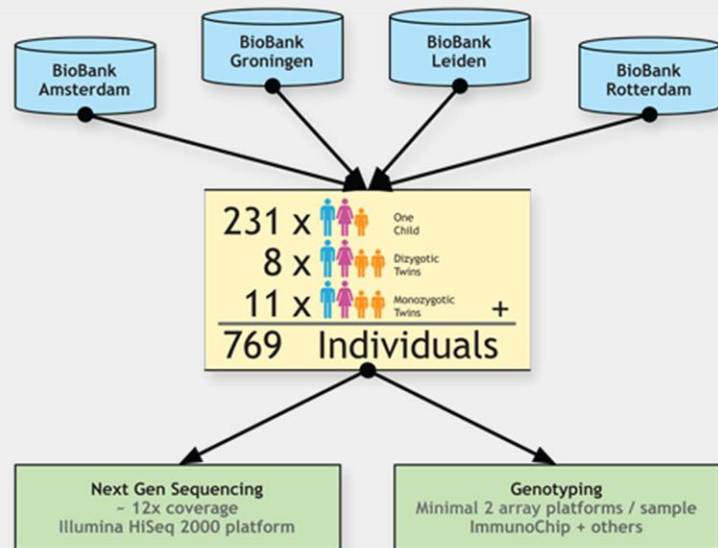 BioBank
Amsterdam
BioBank
Groningen
BioBank
Leiden
BioBank
Rotterdam
231 x One
Child
8 x Dizygotic
Twins
11 x Monozygotic
Twins +
769 Individuals
Next Gen Sequencing
~ 12x coverage
Illumina HiSeq 2000 platform
Genotyping
Minimal 2 array platforms / sample
ImmunoChip + others